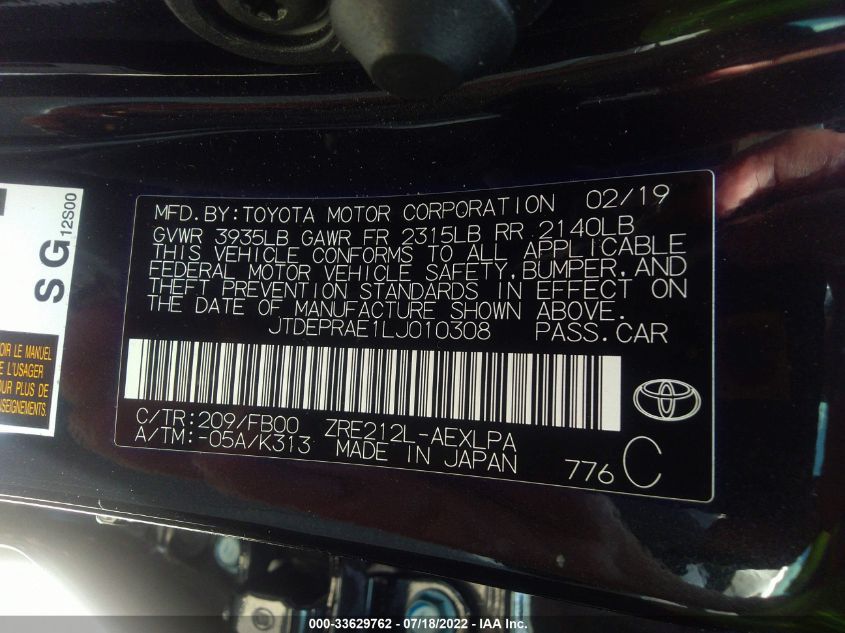 MFD. BY: TOYOTA MOTOR CORPORATION 02/19
GVWR 3935LB GAWR FR 2315LB RR 2140LB
THIS VEHICLE CONFORMS TO ALL APPLICABLE
FEDERAL MOTOR VEHICLE SAFETY, BUMPER, AND
THEFT PREVENTION STANDARDS IN EFFECT ON
THE DATE OF MANUFACTURE SHOWN ABOVE.
JTDEPRAE1LJ010308 PASS.CAR
C/TR: 209/FB00 ZRE212L-AEXLPA
A/TM: -05A/K313 MADE IN JAPAN 776 C
SG 12S00
LE MANUEL
L'USAGER
PLUS DE
000-33629762 - 07/18/2022 - IAA Inc.